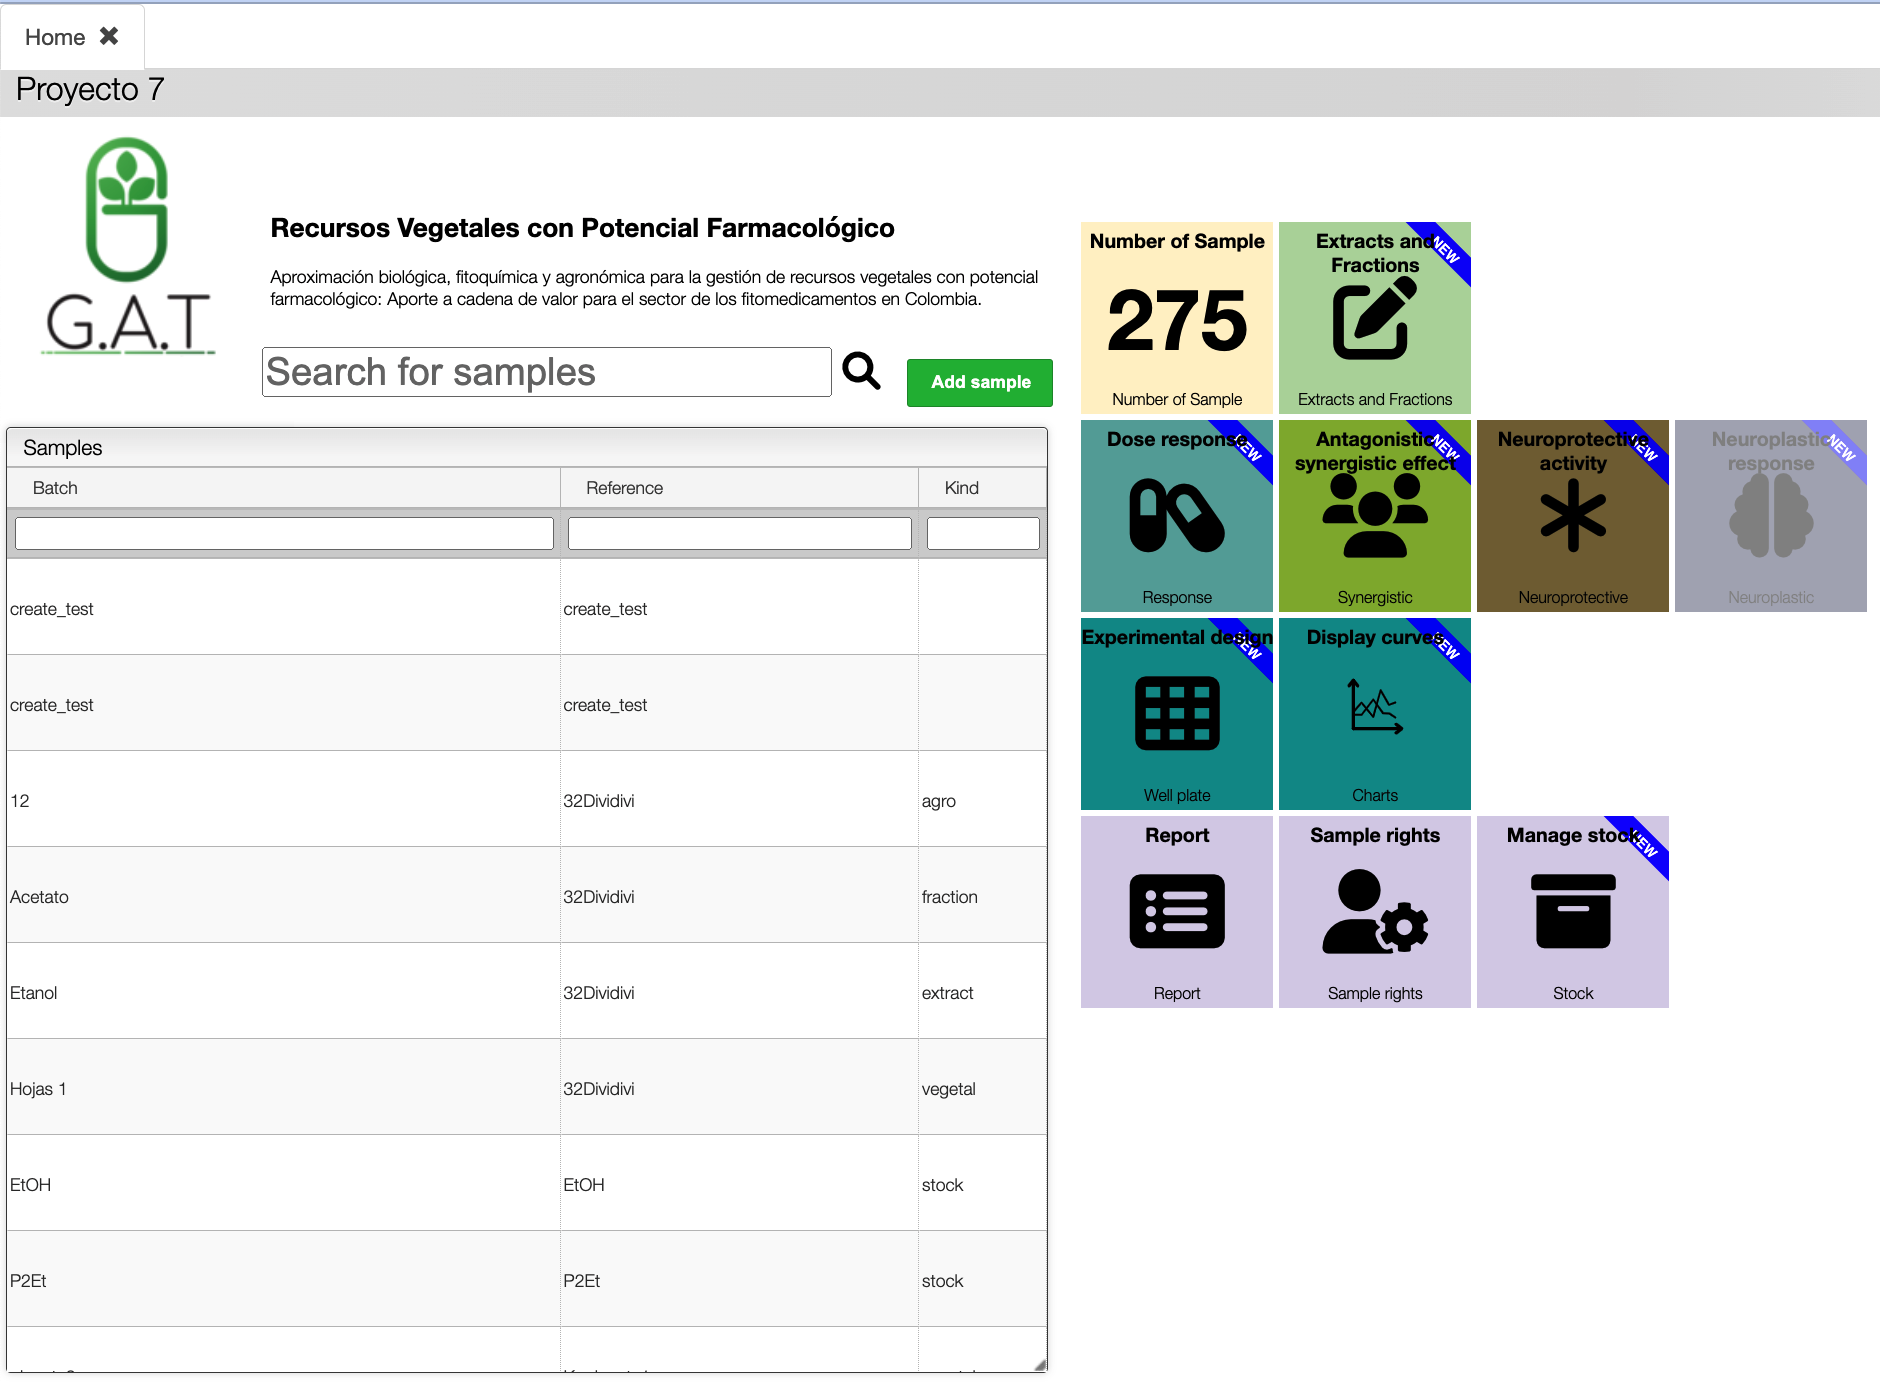 Home
Proyecto 7
G.A.T
Recursos Vegetales con Potencial Farmacológico
Aproximación biológica, fitoquímica y agronómica para la gestión de recursos vegetales con potencial
farmacológico: Aporte a cadena de valor para el sector de los fitomedicamentos en Colombia.
Search for samples
Add sample
Samples
Batch Reference Kind
create_test create_test
create_test create_test
12 32Dividivi agro
Acetato 32Dividivi fraction
Etanol 32Dividivi extract
Hojas 1 32Dividivi vegetal
EtOH EtOH stock
P2Et P2Et stock
Number of Sample
275
Number of Sample
Extracts and
Fractions
NEW
Extracts and Fractions
Dose response
NEW
Response
Antagonistic
synergistic effect
NEW
Synergistic
Neuroprotective
activity
NEW
Neuroprotective
Neuroplastic
response
NEW
Neuroplastic
Experimental design
NEW
Well plate
Display curves
NEW
Charts
Report
Report
Sample rights
Sample rights
Manage stock
NEW
Stock